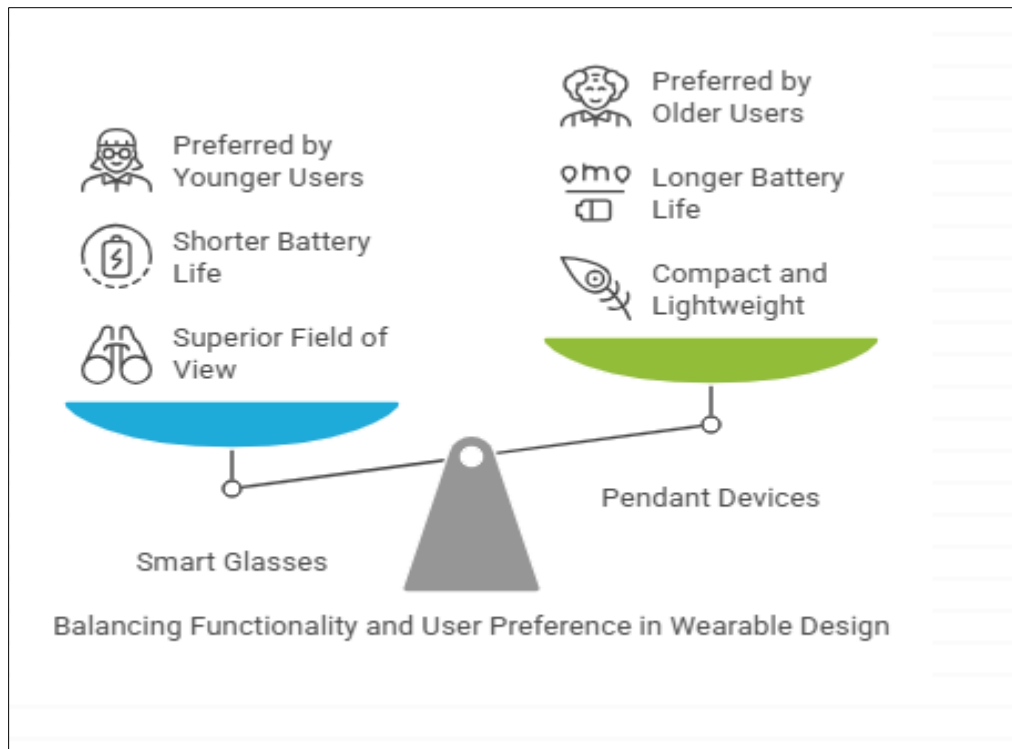 Preferred by
Younger Users
Shorter Battery
Life
Superior Field of
View
Smart Glasses
Preferred by
Older Users
Longer Battery
Life
Compact and
Lightweight
Pendant Devices
Balancing Functionality and User Preference in Wearable Design